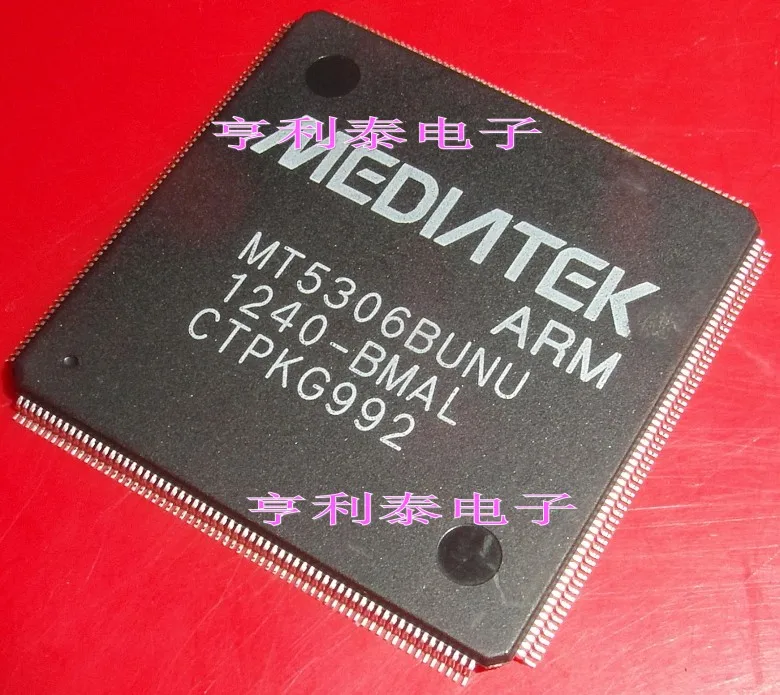 亨利泰电子
MEDIATEK
ARM
MT5306BUNU
1240-BMAL
CTPKG992
亨利泰电子